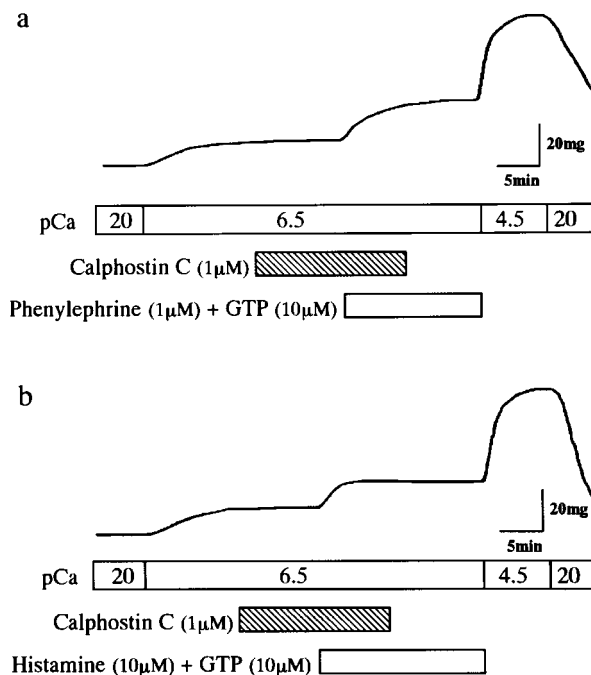 a
20mg
5min
pCa 20 6.5 4.5 20
Calphostin C (1μM)
Phenylephrine (1μM) + GTP (10μM)
b
20mg
5min
pCa 20 6.5 4.5 20
Calphostin C (1μM)
Histamine (10μM) + GTP (10μM)